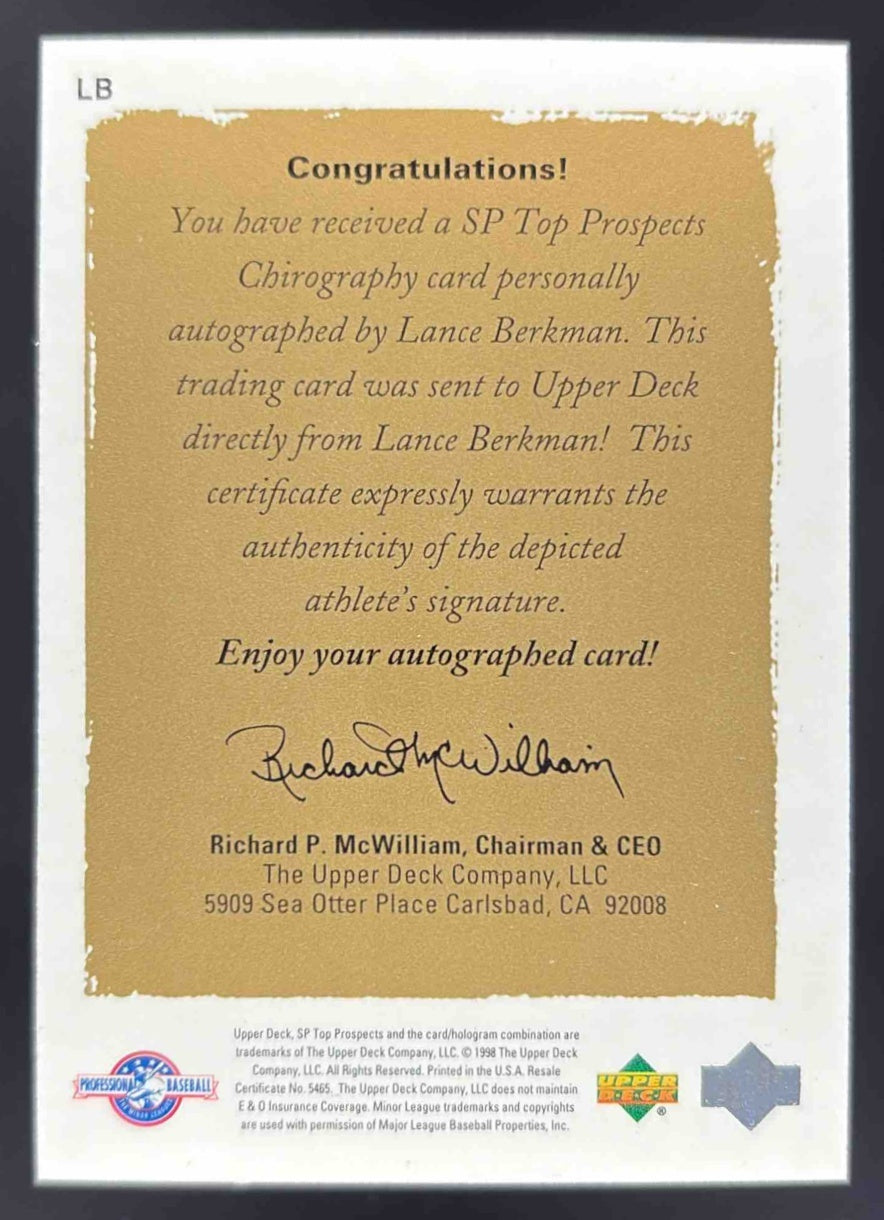 LB
Congratulations!
You have received a SP Top Prospects
Chirography card personally
autographed by Lance Berkman. This
trading card was sent to Upper Deck
directly from Lance Berkman! This
certificate expressly warrants the
authenticity of the depicted
athlete's signature.
Enjoy your autographed card!
Richard McWilliam
Richard P. McWilliam, Chairman & CEO
The Upper Deck Company, LLC
5909 Sea Otter Place Carlsbad, CA 92008
Upper Deck, SP Top Prospects and the card/hologram combination are
trademarks of The Upper Deck Company, LLC. © 1998 The Upper Deck
Company, LLC. All Rights Reserved. Printed in the U.S.A. Resale
Certificate No. 5465. The Upper Deck Company, LLC does not maintain
E & O Insurance Coverage. Minor League trademarks and copyrights
are used with permission of Major League Baseball Properties, Inc.
PROFESSIONAL BASEBALL
THE MINOR LEAGUES
UPPER
DECK
®